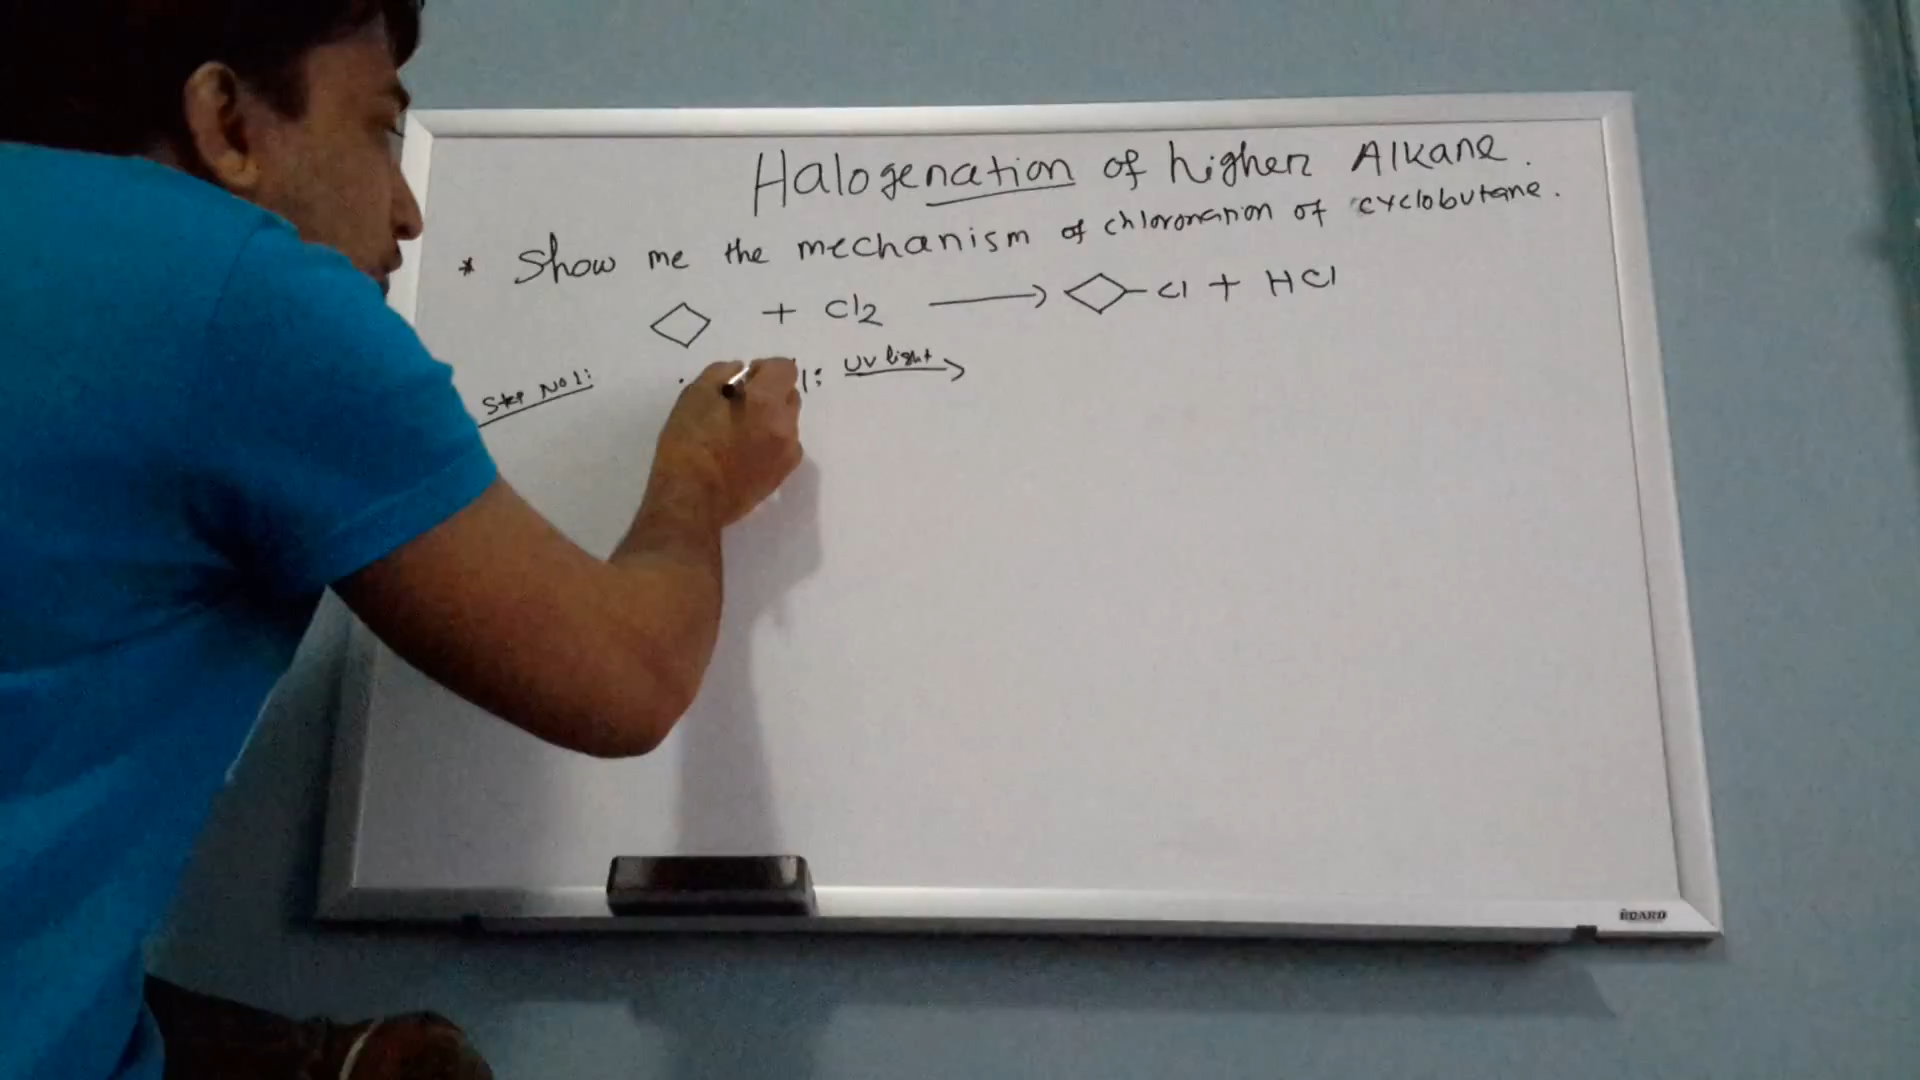 Halogenation of higher Alkane.
* Show me the mechanism of chloronation of cyclobutane.
+ Cl2 → Cl + HCl
Step No 1: l: UV light →
BOARD